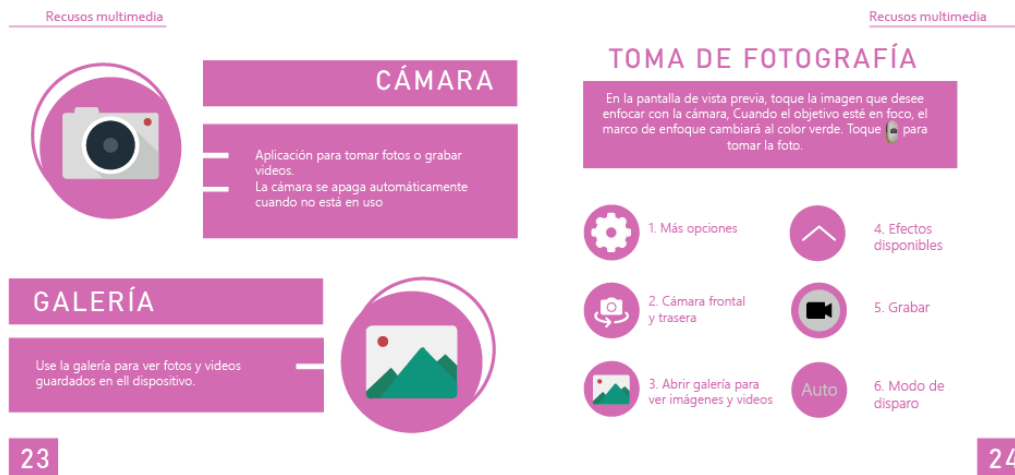 Recusos multimedia
CÁMARA
Aplicación para tomar fotos o grabar
videos.
La cámara se apaga automáticamente
cuando no está en uso
GALERÍA
Use la galería para ver fotos y videos
guardados en ell dispositivo.
23
Recusos multimedia
TOMA DE FOTOGRAFÍA
En la pantalla de vista previa, toque la imagen que desee
enfocar con la cámara, Cuando el objetivo esté en foco, el
marco de enfoque cambiará al color verde. Toque para
tomar la foto.
1. Más opciones
2. Cámara frontal
y trasera
3. Abrir galería para
ver imágenes y videos
4. Efectos
disponibles
5. Grabar
Auto
6. Modo de
disparo
24